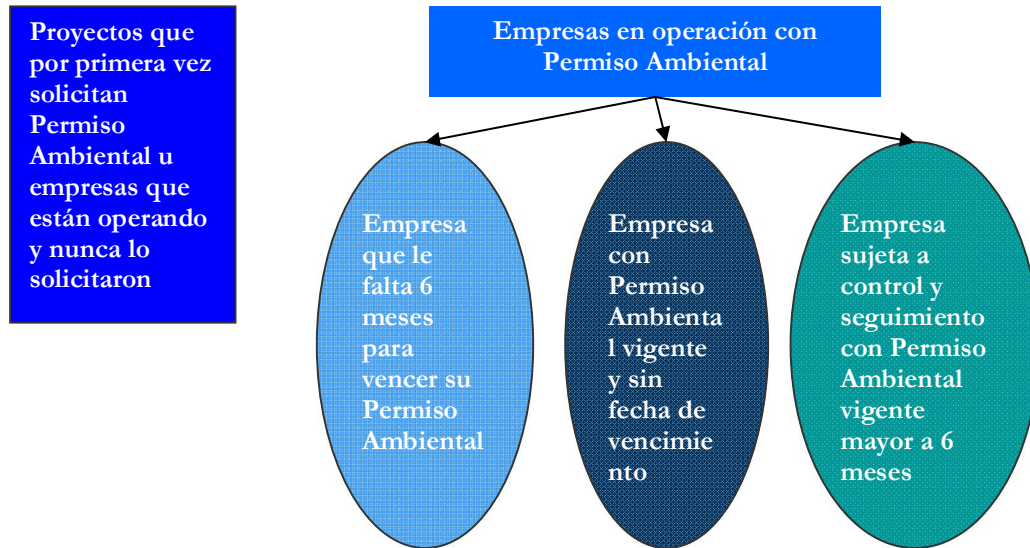 Proyectos que
por primera vez
solicitan
Permiso
Ambiental u
empresas que
están operando
y nunca lo
solicitaron
Empresas en operación con
Permiso Ambiental
Empresa
que le
falta 6
meses
para
vencer su
Permiso
Ambiental
Empresa
con
Permiso
Ambienta
l vigente
y sin
fecha de
vencimie
nto
Empresa
sujeta a
control y
seguimiento
con Permiso
Ambiental
vigente
mayor a 6
meses